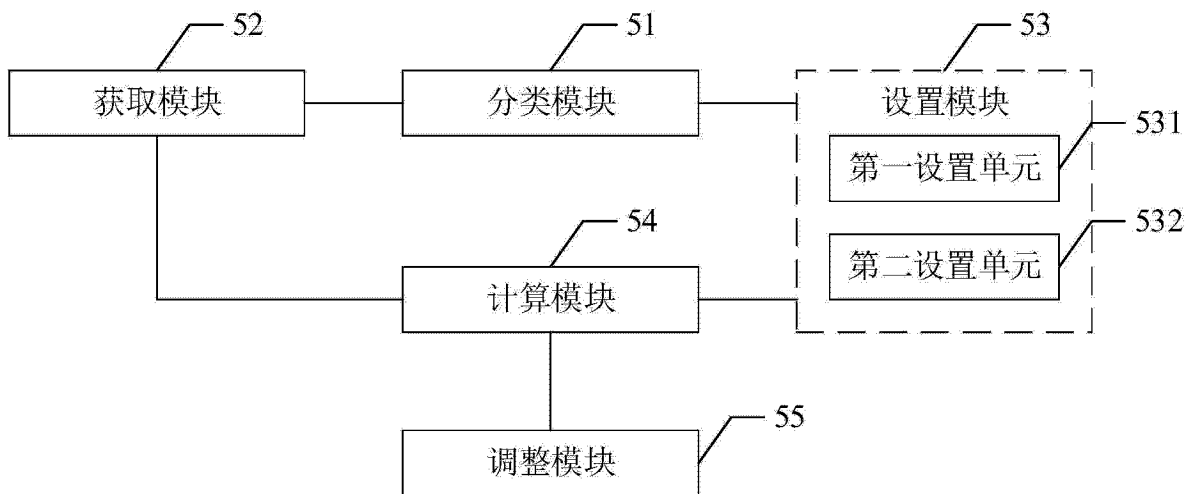 52
51
53
获取模块
分类模块
设置模块
531
第一设置单元
54
532
第二设置单元
计算模块
55
调整模块